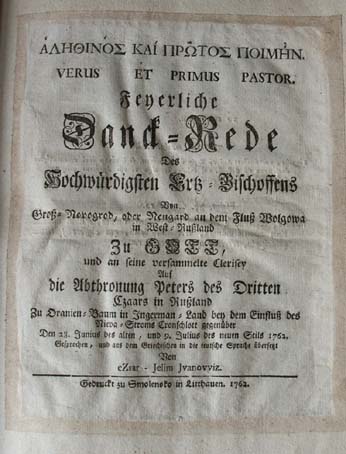 ΑΛΗΘΙΝΟΣ ΚΑΙ ΠΡΩΤΟΣ ΠΟΙΜΗΝ.
VERUS ET PRIMUS PASTOR.
Feyerliche
Danck-Rede
Des
Hochwürdigsten Ertz-Bischoffens
Von
Groß-Novogrod, oder Neugard an dem Fluß Wolgowa
in West-Rußland
Zu GOTT,
und an seine versammelte Clerisey
Auf
die Abthronung Peters des Dritten
Czaars in Rußland
Zu Oranien-Baum in Ingerman-Land bey dem Einfluß des
Nieva-Stroms Cronschlott gegenüber
Den 28. Junius des alten, und 9. Julius des neuen Stils 1762.
Gesprochen, und aus dem Griechischen in die teutsche Sprache übersetzt
Von
eZrar-Jesim Jvanovviz.
Gedruckt zu Smolensko in Litthauen. 1762.